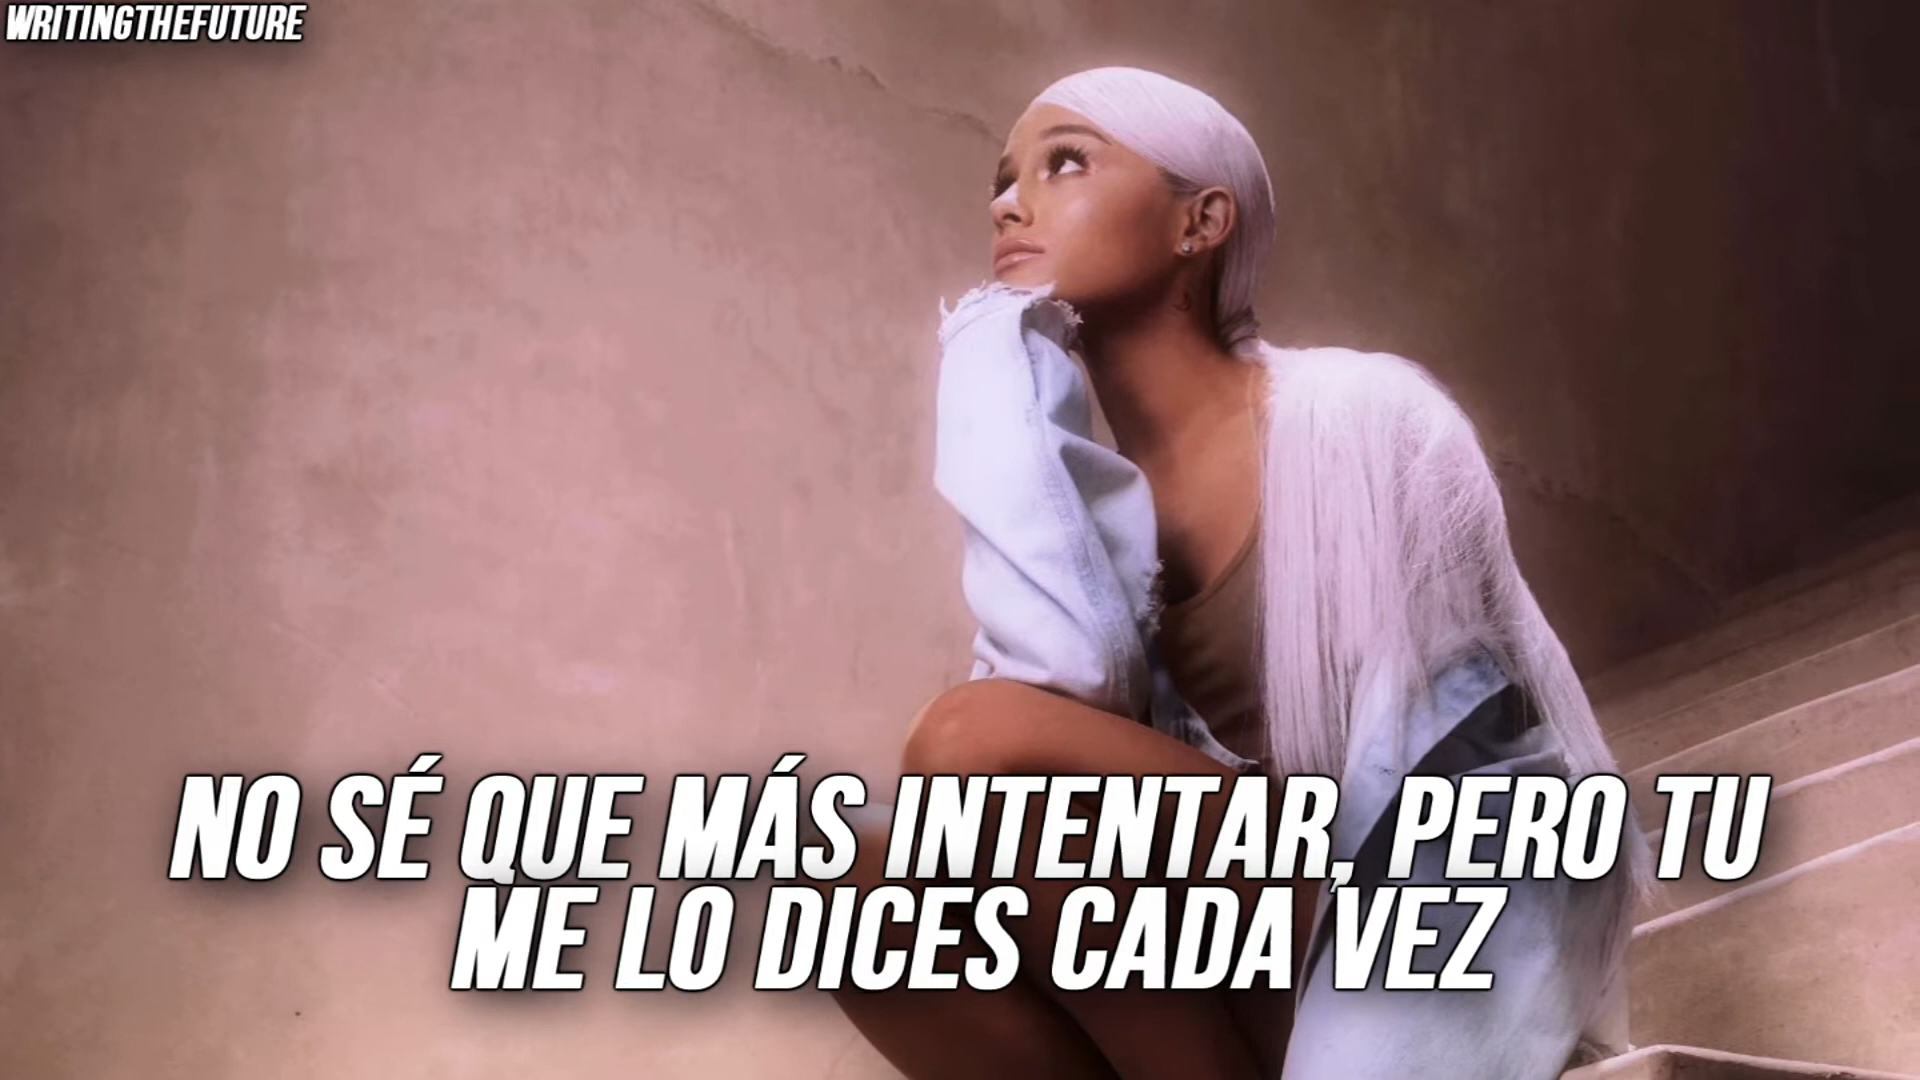 WRITINGTHEFUTURE
NO SÉ QUE MÁS INTENTAR, PERO TU
ME LO DICES CADA VEZ